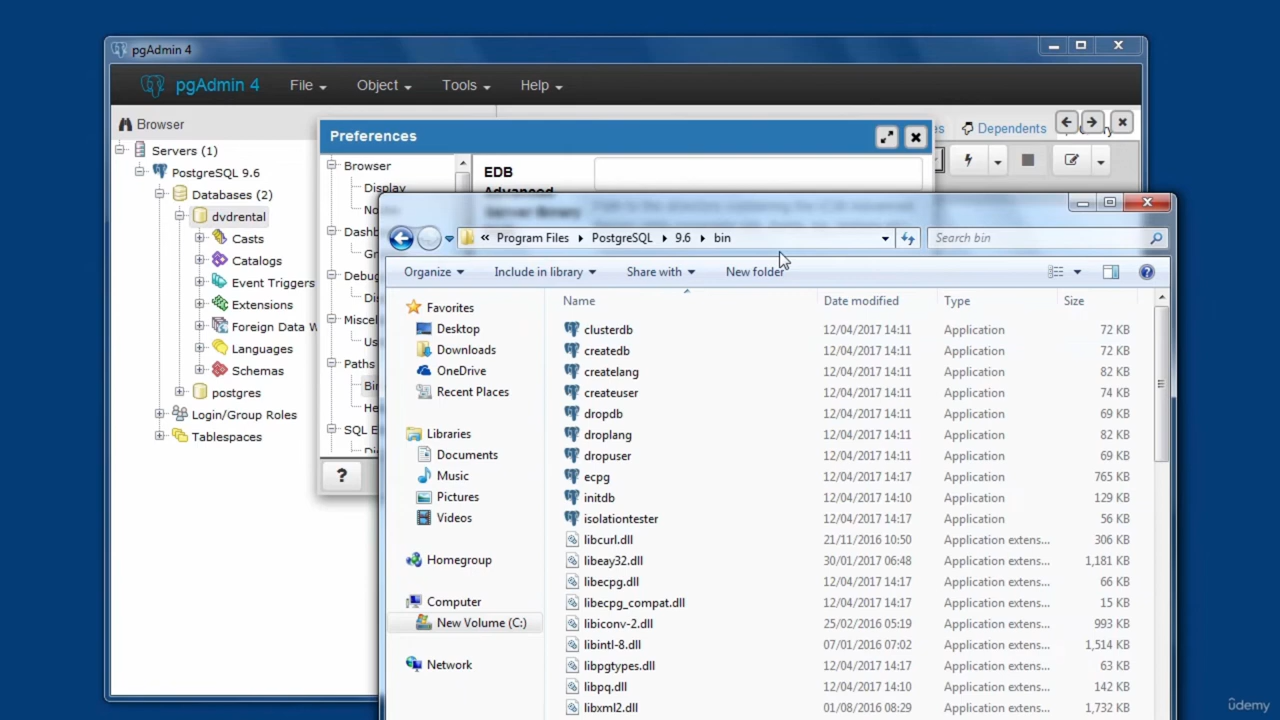 pgAdmin 4
pgAdmin 4 File Object Tools Help
Browser
Servers (1)
PostgreSQL 9.6
Databases (2)
dvdrental
Casts
Catalogs
Event Triggers
Extensions
Foreign Data W
Languages
Schemas
postgres
Login/Group Roles
Tablespaces
Dependents
Preferences
Browser
Display
No
Dashb
Gr
Debug
Dis
Miscel
Us
Paths
Bin
He
SQL E
Di
?
EDB
Advanced
Server Binary
« Program Files PostgreSQL 9.6 bin
Search bin
Organize Include in library Share with New folder
Favorites
Desktop
Downloads
OneDrive
Recent Places
Libraries
Documents
Music
Pictures
Videos
Homegroup
Computer
New Volume (C:)
Network
Name Date modified Type Size
clusterdb 12/04/2017 14:11 Application 72 KB
createdb 12/04/2017 14:11 Application 72 KB
createlang 12/04/2017 14:11 Application 82 KB
createuser 12/04/2017 14:11 Application 74 KB
dropdb 12/04/2017 14:11 Application 69 KB
droplang 12/04/2017 14:11 Application 82 KB
dropuser 12/04/2017 14:11 Application 69 KB
ecpg 12/04/2017 14:17 Application 765 KB
initdb 12/04/2017 14:10 Application 129 KB
isolationtester 12/04/2017 14:17 Application 56 KB
libcurl.dll 21/11/2016 10:50 Application extens... 306 KB
libeay32.dll 30/01/2017 06:48 Application extens... 1,181 KB
libecpg.dll 12/04/2017 14:17 Application extens... 66 KB
libecpg_compat.dll 12/04/2017 14:17 Application extens... 15 KB
libiconv-2.dll 25/02/2016 05:19 Application extens... 993 KB
libintl-8.dll 07/01/2016 07:02 Application extens... 1,514 KB
libpgtypes.dll 12/04/2017 14:17 Application extens... 63 KB
libpq.dll 12/04/2017 14:10 Application extens... 142 KB
libxml2.dll 01/08/2016 08:29 Application extens... 1,732 KB
ûdemy